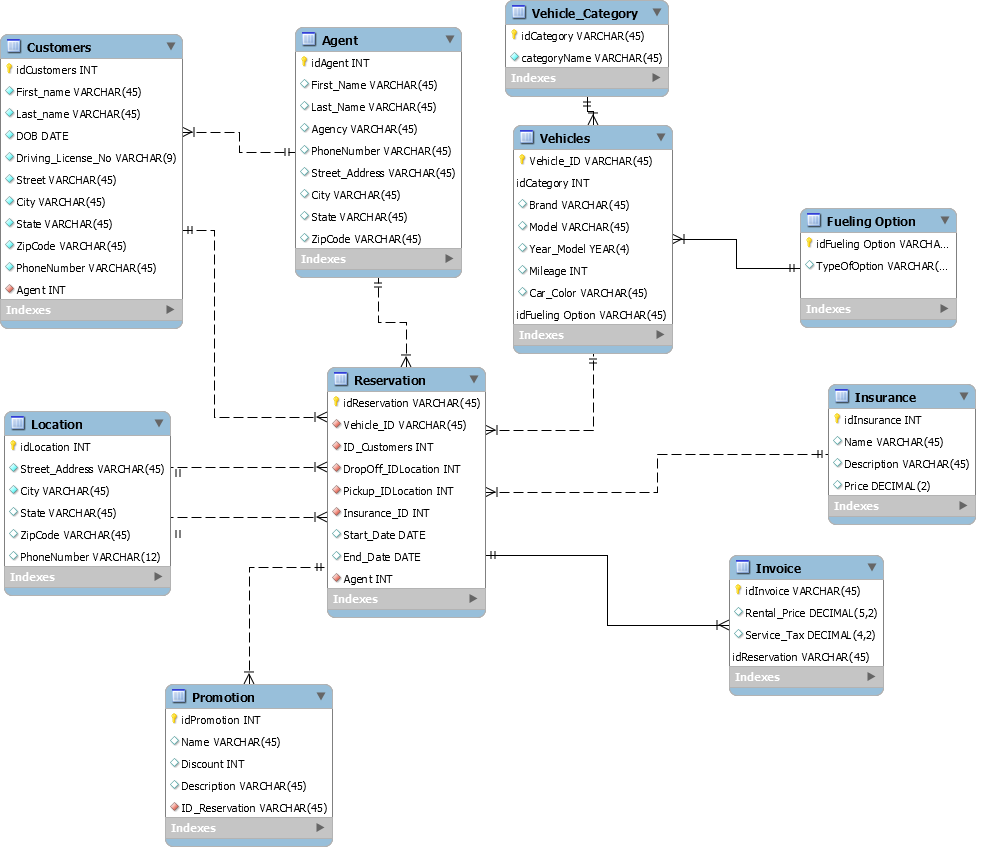 Customers
idCustomers INT
First_name VARCHAR(45)
Last_name VARCHAR(45)
DOB DATE
Driving_License_No VARCHAR(9)
Street VARCHAR(45)
City VARCHAR(45)
State VARCHAR(45)
ZipCode VARCHAR(45)
PhoneNumber VARCHAR(45)
Agent INT
Indexes
Agent
idAgent INT
First_Name VARCHAR(45)
Last_Name VARCHAR(45)
Agency VARCHAR(45)
PhoneNumber VARCHAR(45)
Street_Address VARCHAR(45)
City VARCHAR(45)
State VARCHAR(45)
ZipCode VARCHAR(45)
Indexes
Vehicle_Category
idCategory VARCHAR(45)
categoryName VARCHAR(45)
Indexes
Vehicles
Vehicle_ID VARCHAR(45)
idCategory INT
Brand VARCHAR(45)
Model VARCHAR(45)
Year_Model YEAR(4)
Mileage INT
Car_Color VARCHAR(45)
idFueling Option VARCHAR(45)
Indexes
Fueling Option
idFueling Option VARCHA...
TypeOfOption VARCHAR(...
Indexes
Location
idLocation INT
Street_Address VARCHAR(45)
City VARCHAR(45)
State VARCHAR(45)
ZipCode VARCHAR(45)
PhoneNumber VARCHAR(12)
Indexes
Reservation
idReservation VARCHAR(45)
Vehicle_ID VARCHAR(45)
ID_Customers INT
DropOff_IDLocation INT
Pickup_IDLocation INT
Insurance_ID INT
Start_Date DATE
End_Date DATE
Agent INT
Indexes
Insurance
idInsurance INT
Name VARCHAR(45)
Description VARCHAR(45)
Price DECIMAL(2)
Indexes
Invoice
idInvoice VARCHAR(45)
Rental_Price DECIMAL(5,2)
Service_Tax DECIMAL(4,2)
idReservation VARCHAR(45)
Indexes
Promotion
idPromotion INT
Name VARCHAR(45)
Discount INT
Description VARCHAR(45)
ID_Reservation VARCHAR(45)
Indexes